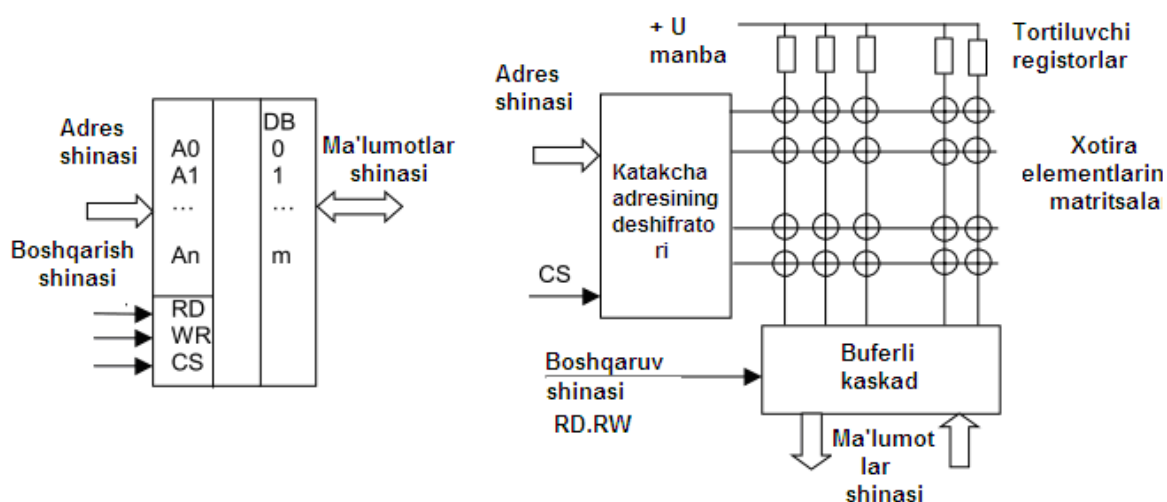 Adres
shinasi
Boshqarish
shinasi
A0
A1
...
An
RD
WR
CS
DB
0
1
...
m
Ma'lumotlar
shinasi
+ U
manba
Tortiluvchi
registorlar
Adres
shinasi
Katakcha
adresining
deshifrato
ri
CS
Xotira
elementlarin
matritsalai
Boshqaruv
shinasi
RD.RW
Buferli
kaskad
Ma'lumot
lar
shinasi